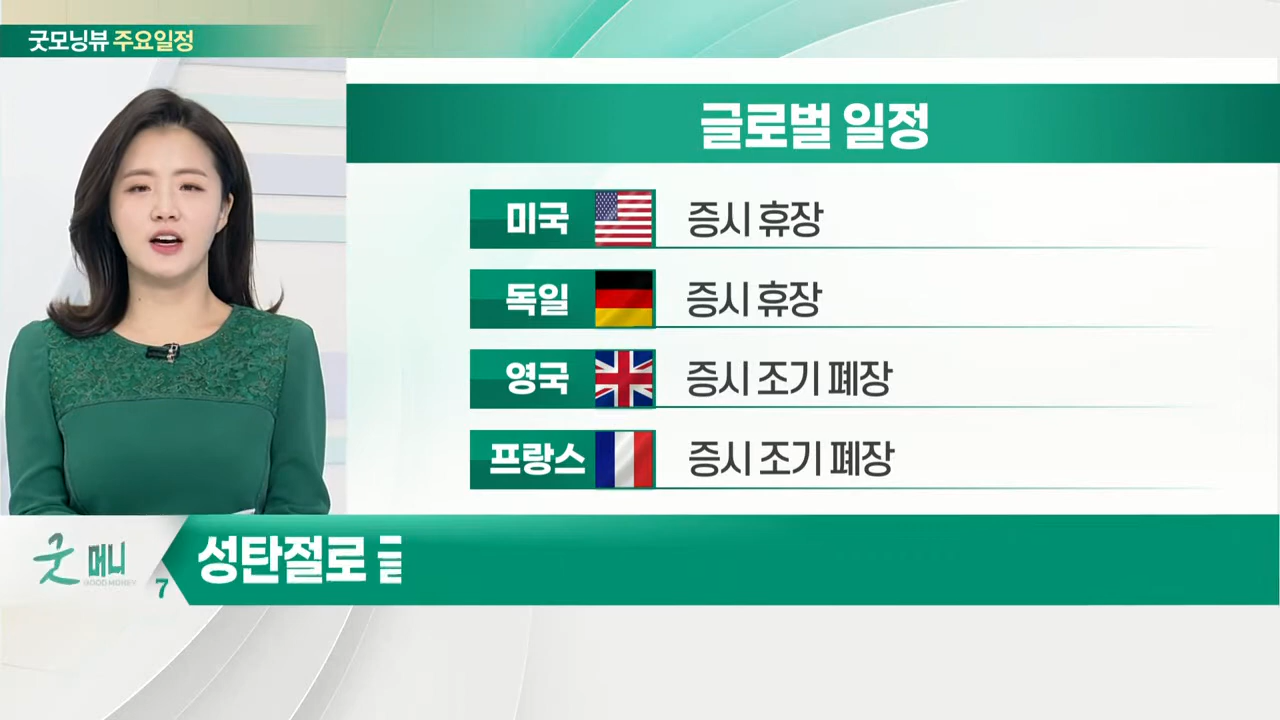 굿모닝뷰 주요일정
글로벌 일정
미국 증시 휴장
독일 증시 휴장
영국 증시 조기 폐장
프랑스 증시 조기 폐장
굿머니
GOOD MONEY
7
성탄절로